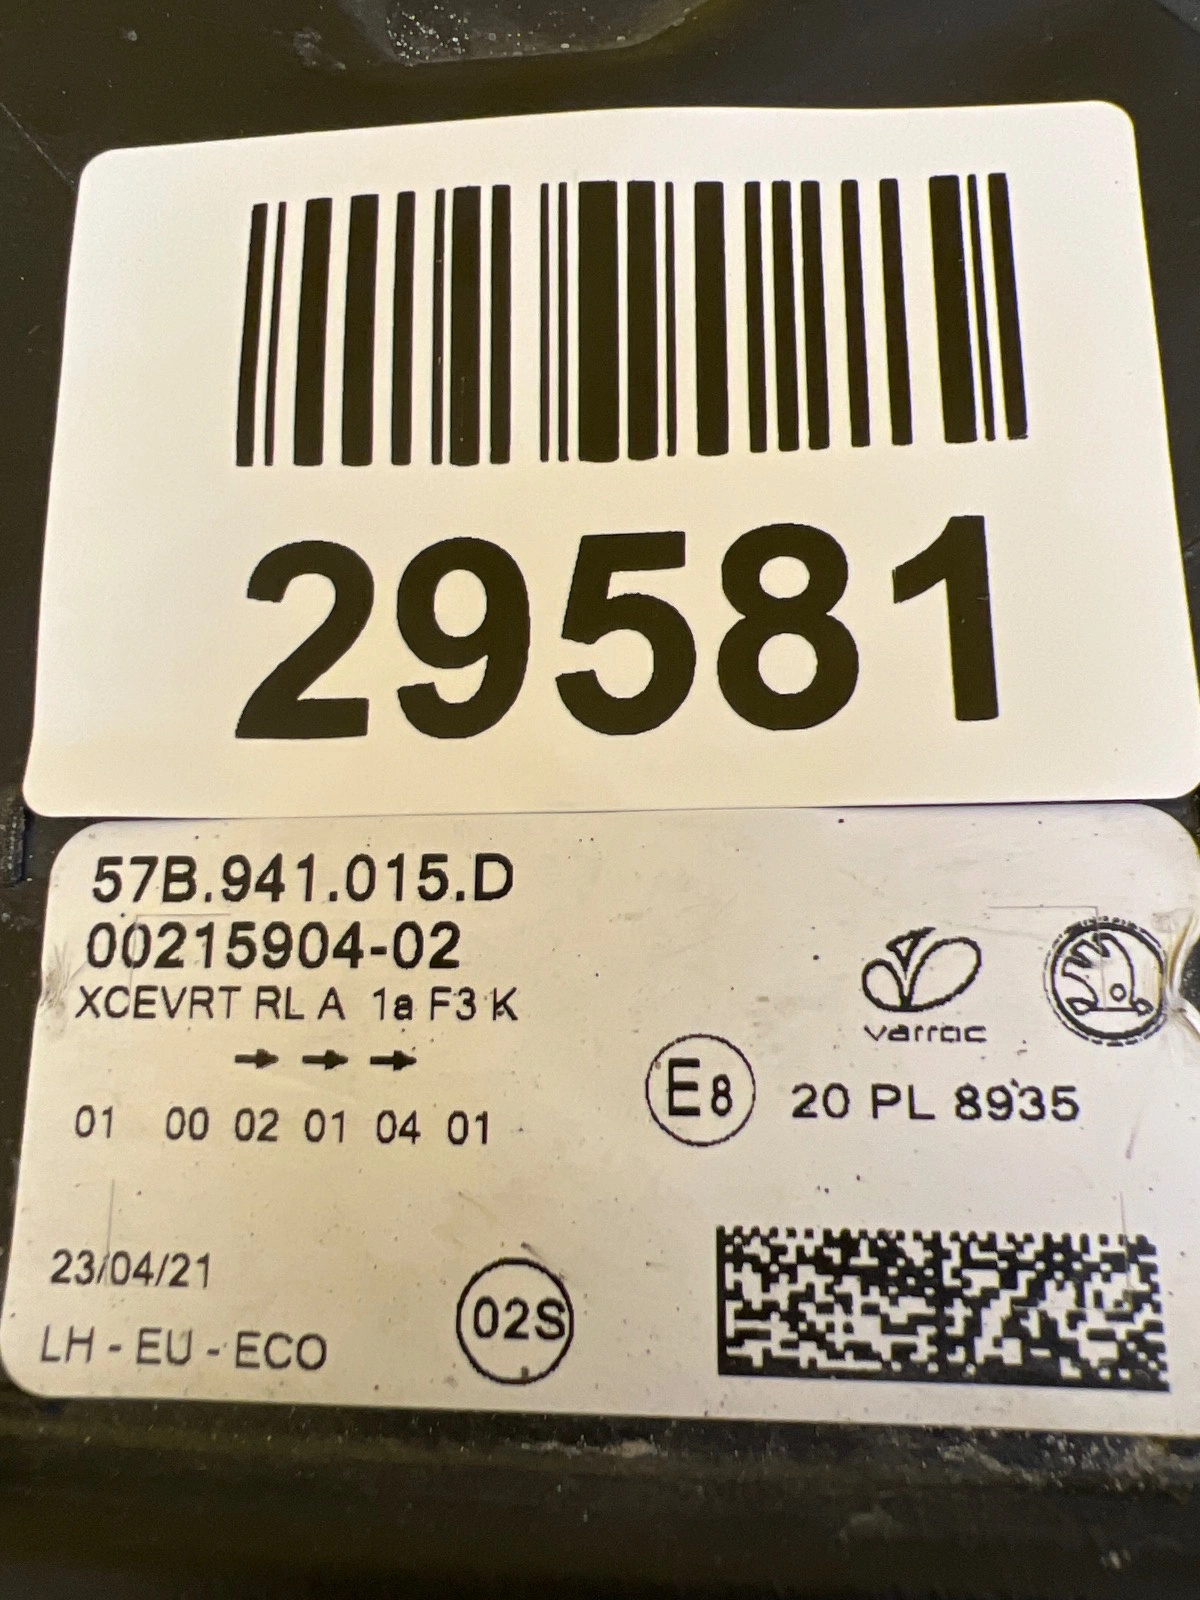 29581
57B.941.015.D
00215904-02
XCEVRT RL A 1a F3 K
→ → →
01 00 02 01 04 01
varroc
E8 20 PL 8935
23/04/21
LH - EU - ECO
02S